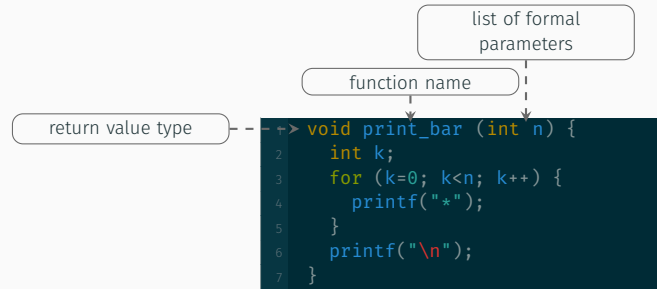 list of formal
parameters
function name
return value type
1 void print_bar (int n) {
2 int k;
3 for (k=0; k<n; k++) {
4 printf("*");
5 }
6 printf("\n");
7 }